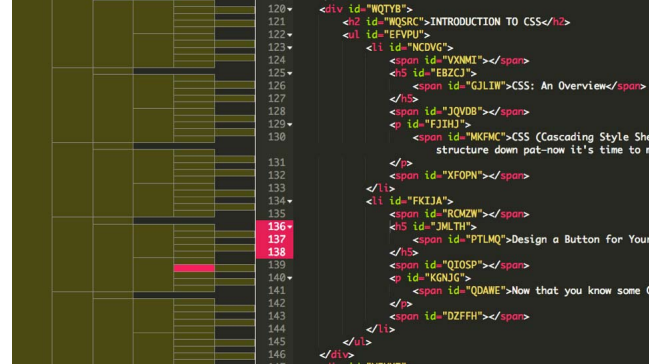 120 <div id="WQTYB">
121 <h2 id="WQSRC">INTRODUCTION TO CSS</h2>
122 <ul id="EFVPU">
123 <li id="NCDVG">
124 <span id="VXNMI"></span>
125 <h5 id="EBZCJ">
126 <span id="GJLIW">CSS: An Overview</span>
127 </h5>
128 <span id="JQVDB"></span>
129 <p id="FJIHJ">
130 <span id="MKFMC">CSS (Cascading Style She
structure down pat—now it's time to
131 </p>
132 <span id="XFOPN"></span>
133 </li>
134 <li id="FKIJA">
135 <span id="RCMZW"></span>
136 <h5 id="JMLTH">
137 <span id="PTLMQ">Design a Button for Your
138 </h5>
139 <span id="QIOSP"></span>
140 <p id="KGNJG">
141 <span id="QDAWE">Now that you know some
142 </p>
143 <span id="DZFFH"></span>
144 </li>
145 </ul>
146 </div>